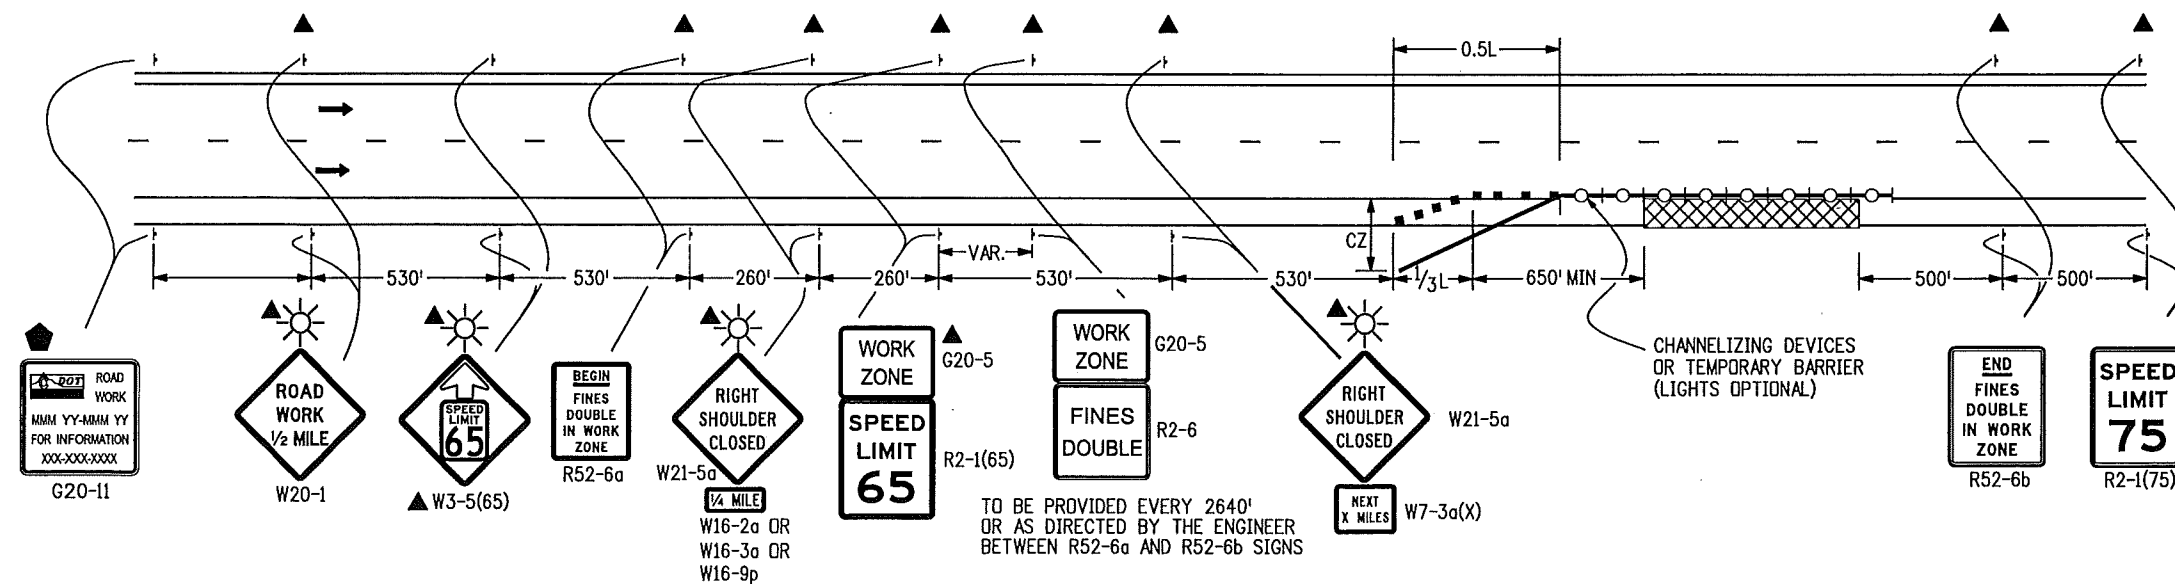 0.5L
CZ
VAR.
530'
530'
260'
260'
530'
530'
1/3 L
650' MIN
500'
500'
DOT ROAD
WORK
MMM YY-MMM YY
FOR INFORMATION
XXX-XXX-XXXX
G20-11
ROAD
WORK
1/2 MILE
W20-1
SPEED
LIMIT
65
W3-5(65)
BEGIN
FINES
DOUBLE
IN WORK
ZONE
R52-6a
RIGHT
SHOULDER
CLOSED
W21-5a
1/4 MILE
W16-2a OR
W16-3a OR
W16-9p
WORK
ZONE
G20-5
SPEED
LIMIT
65
R2-1(65)
WORK
ZONE
G20-5
FINES
DOUBLE
R2-6
TO BE PROVIDED EVERY 2640'
OR AS DIRECTED BY THE ENGINEER
BETWEEN R52-6a AND R52-6b SIGNS
RIGHT
SHOULDER
CLOSED
W21-5a
NEXT
X MILES
W7-3a(X)
CHANNELIZING DEVICES
OR TEMPORARY BARRIER
(LIGHTS OPTIONAL)
END
FINES
DOUBLE
IN WORK
ZONE
R52-6b
SPEED
LIMIT
75
R2-1(75)